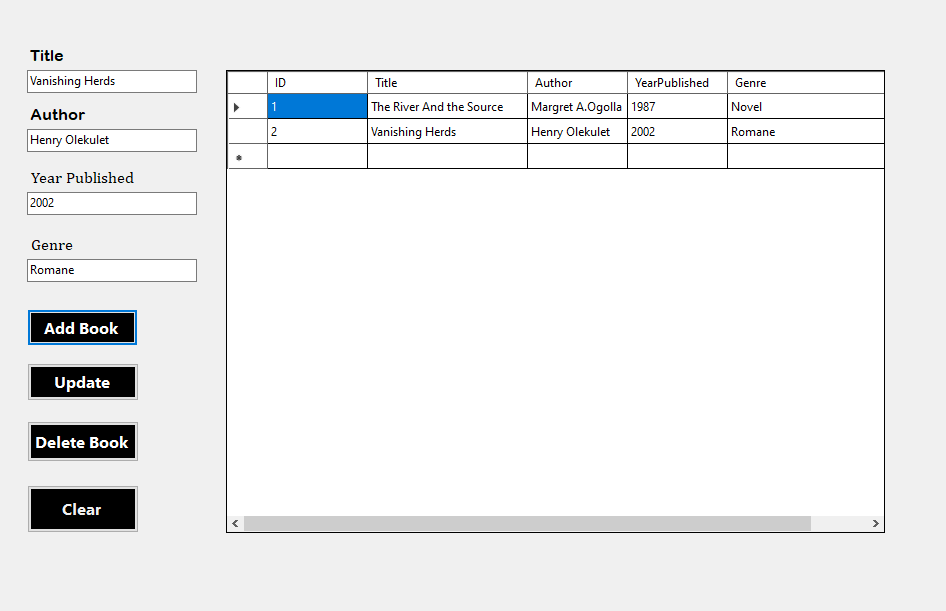 Title
Vanishing Herds
Author
Henry Olekulet
Year Published
2002
Genre
Romane
Add Book
Update
Delete Book
Clear
ID Title Author YearPublished Genre
1 The River And the Source Margret A.Ogolla 1987 Novel
2 Vanishing Herds Henry Olekulet 2002 Romane